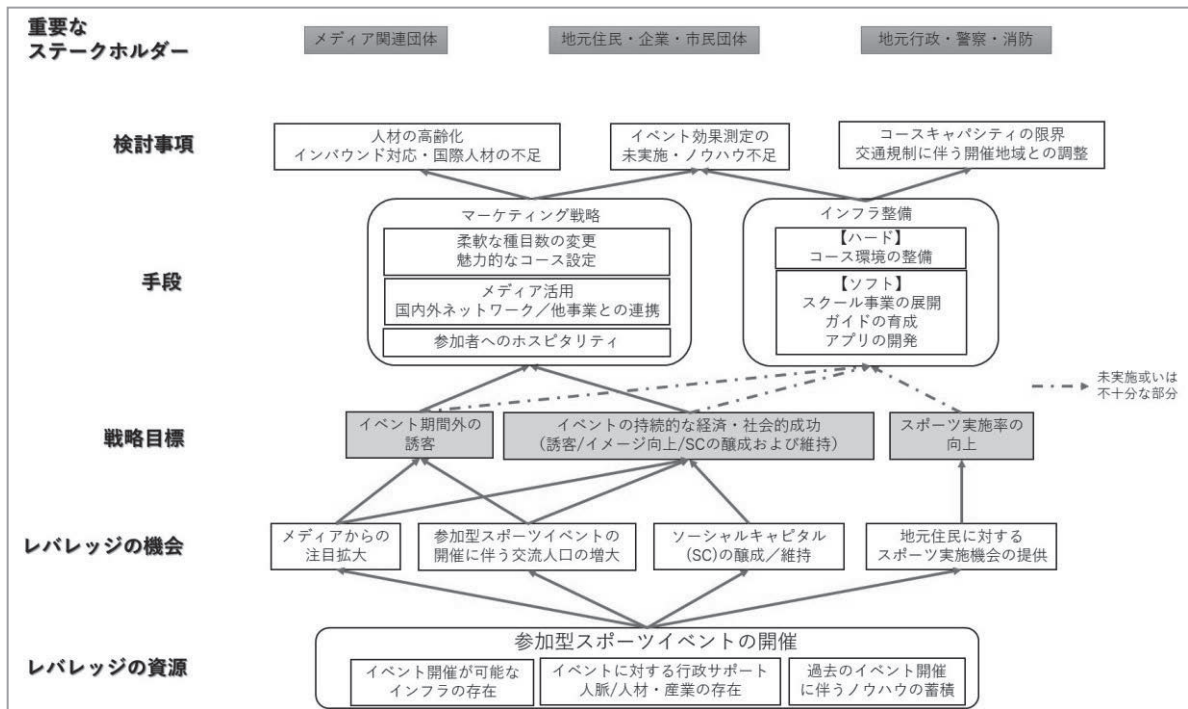 重要な
ステークホルダー
メディア関連団体
地元住民・企業・市民団体
地元行政・警察・消防
検討事項
人材の高齢化
インバウンド対応・国際人材の不足
イベント効果測定の
未実施・ノウハウ不足
コースキャパシティの限界
交通規制に伴う開催地域との調整
手段
マーケティング戦略
柔軟な種目数の変更
魅力的なコース設定
メディア活用
国内外ネットワーク／他事業との連携
参加者へのホスピタリティ
インフラ整備
【ハード】
コース環境の整備
【ソフト】
スクール事業の展開
ガイドの育成
アプリの開発
未実施或いは
不十分な部分
戦略目標
イベント期間外の
誘客
イベントの持続的な経済・社会的成功
(誘客/イメージ向上/SCの醸成および維持)
スポーツ実施率の
向上
レバレッジの機会
メディアからの
注目拡大
参加型スポーツイベントの
開催に伴う交流人口の増大
ソーシャルキャピタル
(SC)の醸成／維持
地元住民に対する
スポーツ実施機会の提供
レバレッジの資源
参加型スポーツイベントの開催
イベント開催が可能な
インフラの存在
イベントに対する行政サポート
人脈/人材・産業の存在
過去のイベント開催
に伴うノウハウの蓄積